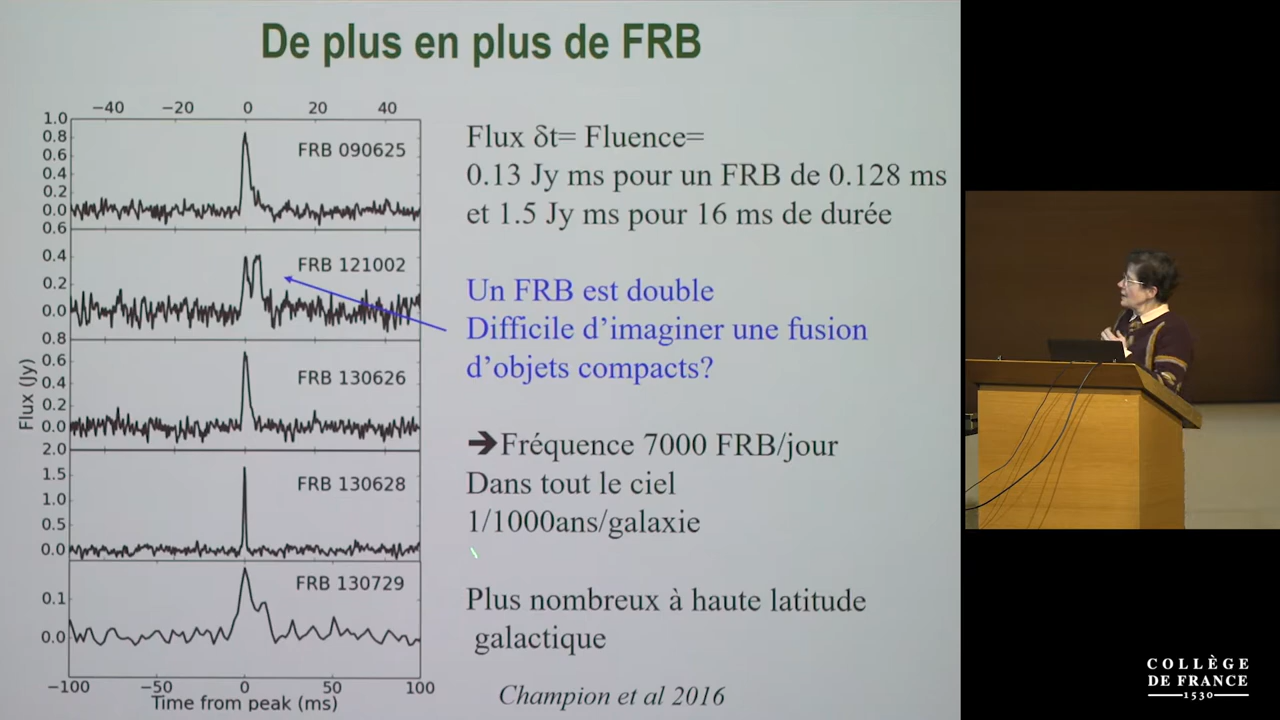 De plus en plus de FRB
−40 −20 0 20 40
1.0
0.8
0.6
0.4
0.2
0.0
FRB 090625
0.6
0.4
0.2
0.0
FRB 121002
0.8
0.6
0.4
0.2
0.0
FRB 130626
2.0
1.5
1.0
0.5
0.0
FRB 130628
0.1
0.0
FRB 130729
Flux (Jy)
−100 −50 0 50 100
Time from peak (ms)
Flux δt= Fluence=
0.13 Jy ms pour un FRB de 0.128 ms
et 1.5 Jy ms pour 16 ms de durée
Un FRB est double
Difficile d’imaginer une fusion
d’objets compacts?
➔Fréquence 7000 FRB/jour
Dans tout le ciel
1/1000ans/galaxie
Plus nombreux à haute latitude
galactique
Champion et al 2016
COLLÈGE
DE FRANCE
1530